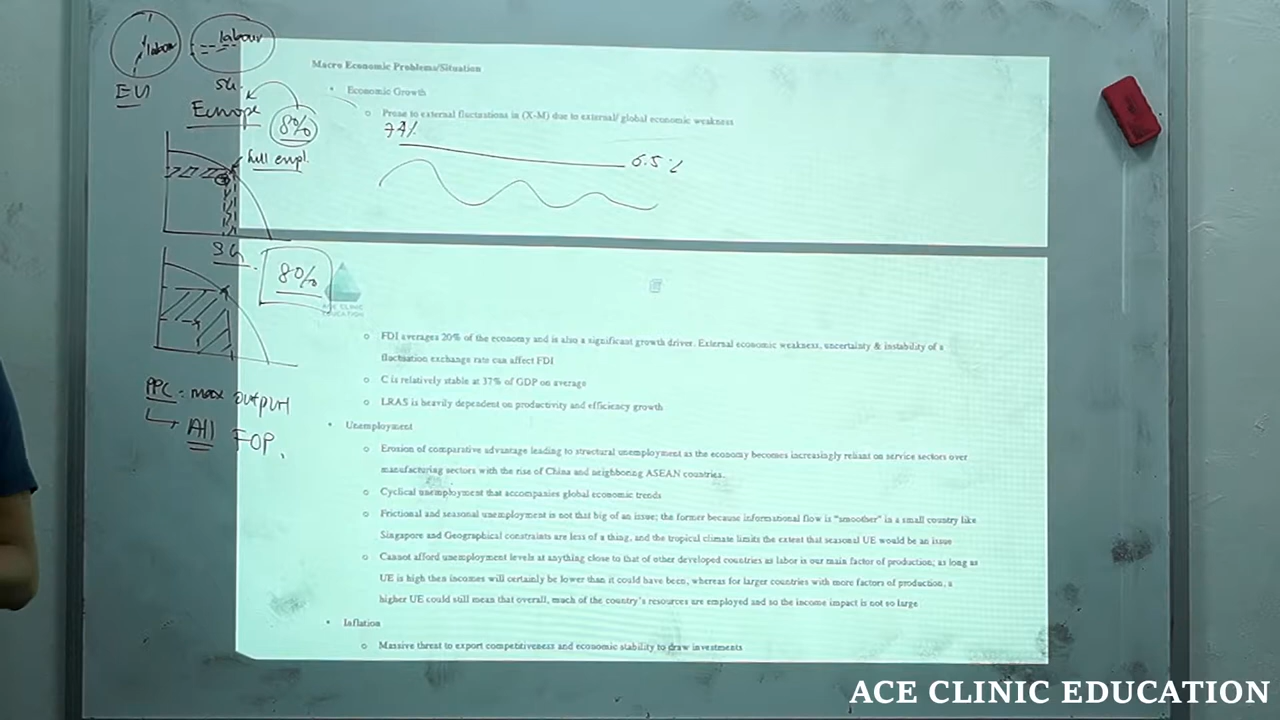 labor
labour
EU
SG.
Europe
8%
full empl.
SG.
8%
PPC = max output
All FOP.
Macro Economic Problems/Situation
• Economic Growth
o Prone to external fluctuations in (X-M) due to external/ global economic weakness
6.5%
ACE CLINIC
EDUCATION
o FDI averages 20% of the economy and is also a significant growth driver. External economic weakness, uncertainty & instability of a
fluctuation exchange rate can affect FDI
o C is relatively stable at 37% of GDP on average
o LRAS is heavily dependent on productivity and efficiency growth
• Unemployment
o Erosion of comparative advantage leading to structural unemployment as the economy becomes increasingly reliant on service sectors over
manufacturing sectors with the rise of China and neighboring ASEAN countries.
o Cyclical unemployment that accompanies global economic trends
o Frictional and seasonal unemployment is not that big of an issue; the former because informational flow is "smoother" in a small country like
Singapore and Geographical constraints are less of a thing, and the tropical climate limits the extent that seasonal UE would be an issue
o Cannot afford unemployment levels at anything close to that of other developed countries as labor is our main factor of production; as long as
UE is high then incomes will certainly be lower than it could have been, whereas for larger countries with more factors of production, a
higher UE could still mean that overall, much of the country's resources are employed and so the income impact is not so large
• Inflation
o Massive threat to export competitiveness and economic stability to draw investments
ACE CLINIC EDUCATION